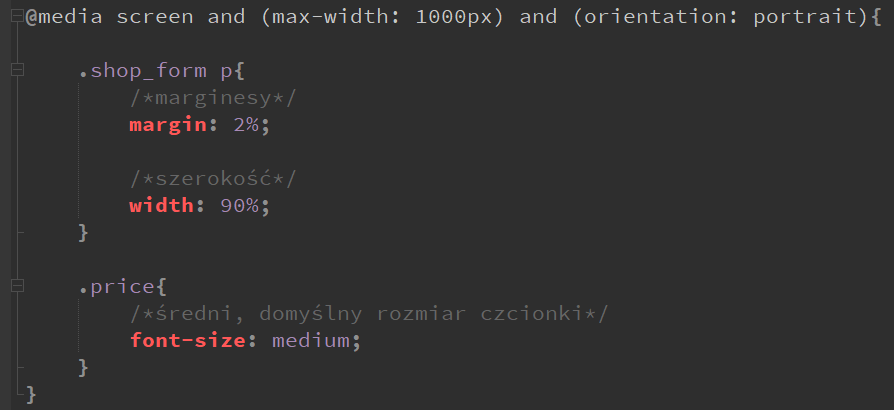 @media screen and (max-width: 1000px) and (orientation: portrait){
.shop_form p{
/*marginesy*/
margin: 2%;
/*szerokość*/
width: 90%;
}
.price{
/*średni, domyślny rozmiar czcionki*/
font-size: medium;
}
}